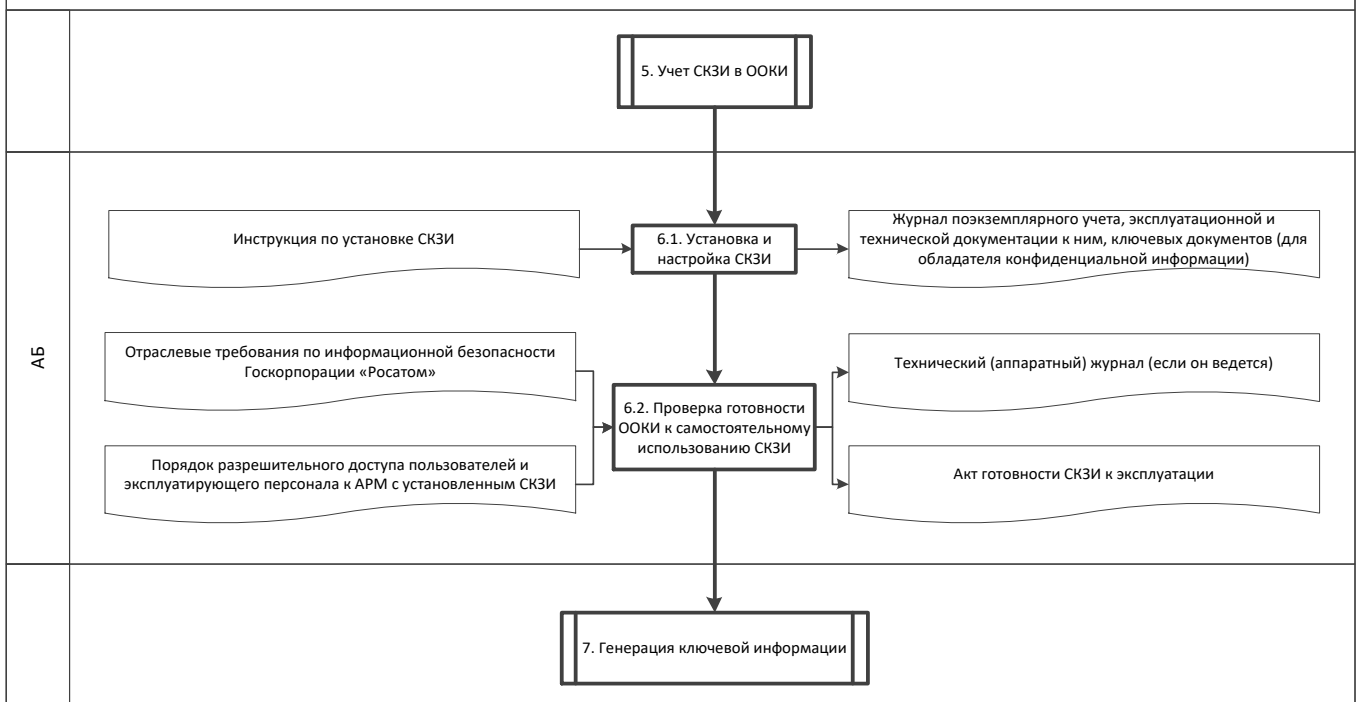 5. Учет СКЗИ в ООКИ
АБ
Инструкция по установке СКЗИ
6.1. Установка и
настройка СКЗИ
Журнал поэкземплярного учета, эксплуатационной и
технической документации к ним, ключевых документов (для
обладателя конфиденциальной информации)
Отраслевые требования по информационной безопасности
Госкорпорации «Росатом»
Порядок разрешительного доступа пользователей и
эксплуатирующего персонала к АРМ с установленным СКЗИ
6.2. Проверка готовности
ООКИ к самостоятельному
использованию СКЗИ
Технический (аппаратный) журнал (если он ведется)
Акт готовности СКЗИ к эксплуатации
7. Генерация ключевой информации